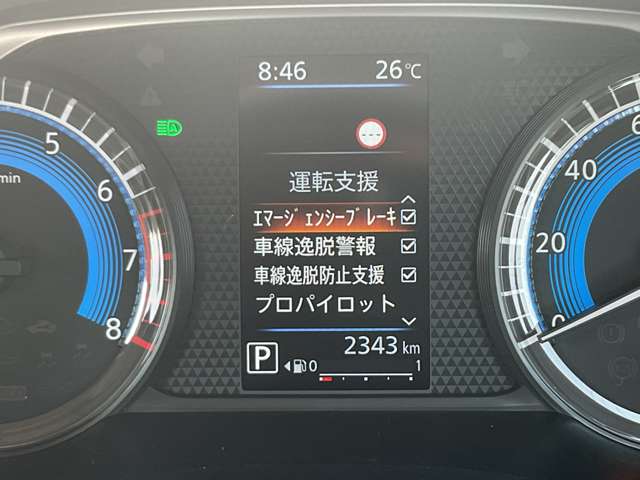 8:46 26℃
運転支援
ｴﾏｰｼﾞｪﾝｼｰﾌﾞﾚｰｷ
車線逸脱警報
車線逸脱防止支援
プロパイロット
2343 km
P 0 1
min
5
6
7
8
40
20
0